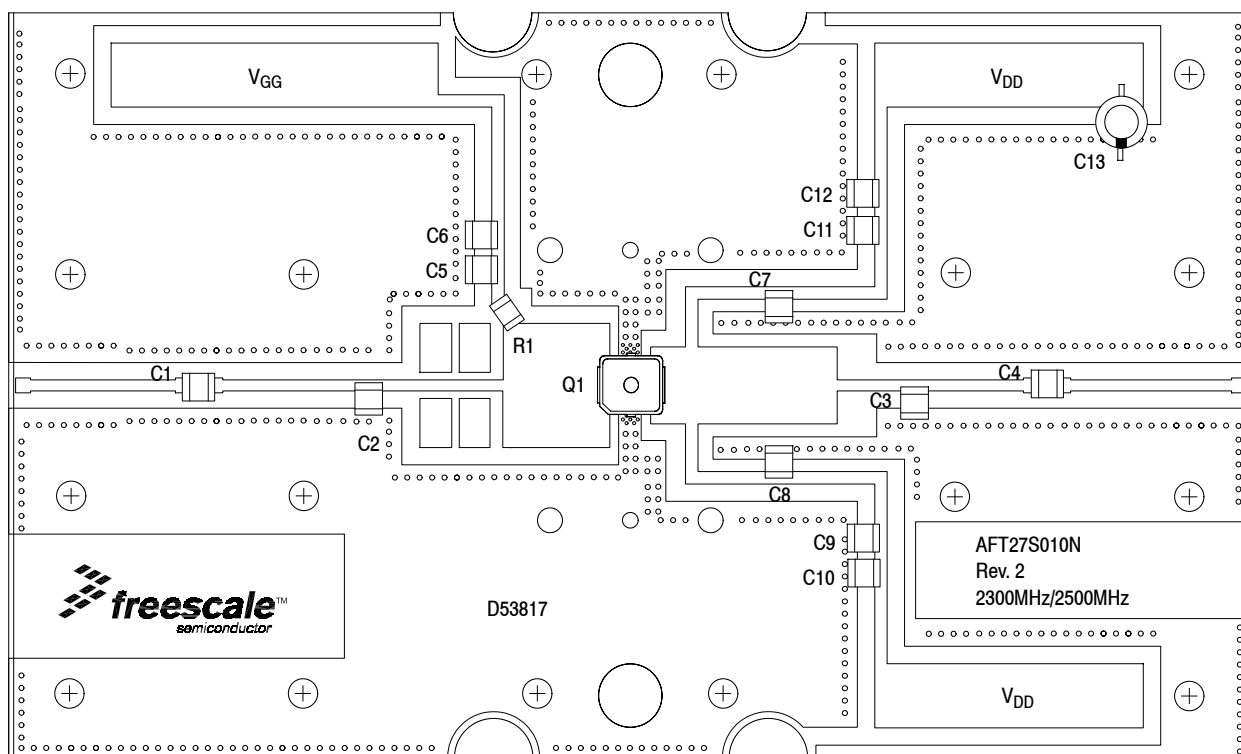 VGG
VDD
C13
C12
C11
C6
C5
C7
R1
C1
Q1
C4
C3
C2
C8
C9
C10
AFT27S010N
Rev. 2
2300MHz/2500MHz
freescale™
semiconductor
D53817
VDD